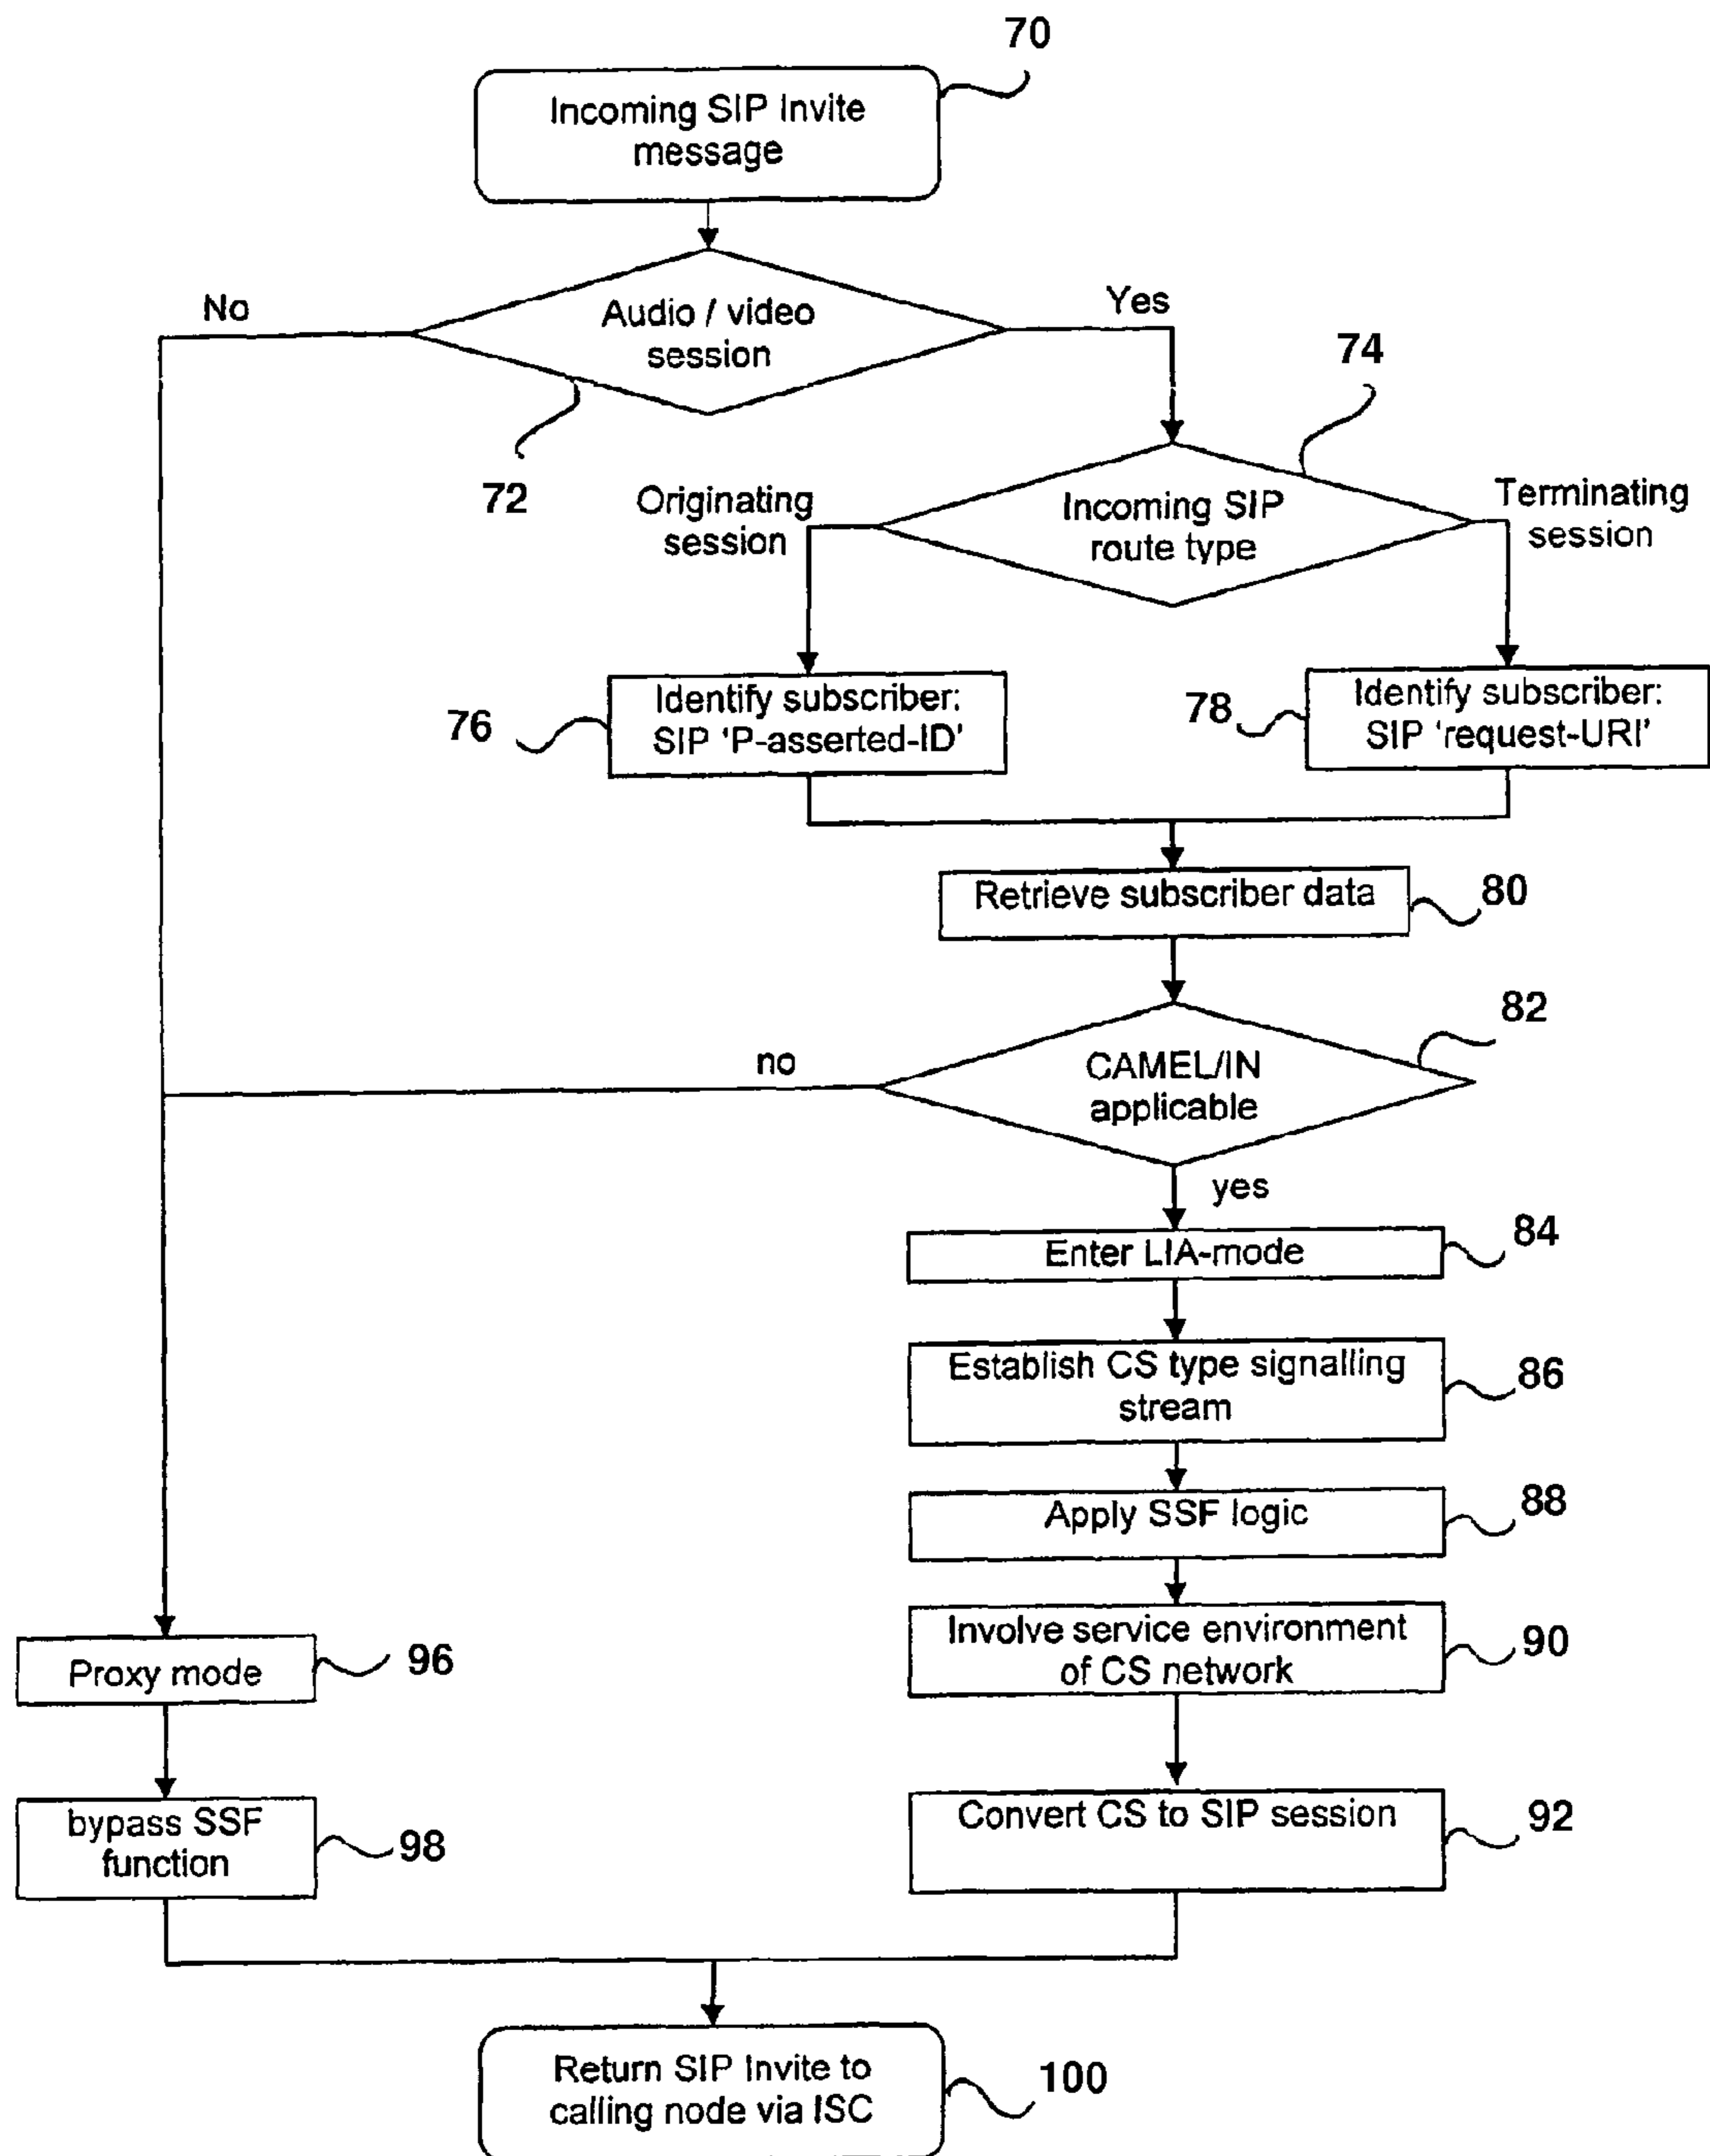 70
Incoming SIP Invite
message
No
Yes
Audio / video
session
74
72
Originating
session
Incoming SIP
route type
Terminating
session
76
Identify subscriber:
SIP 'P-asserted-ID'
78
Identify subscriber:
SIP 'request-URI'
Retrieve subscriber data
80
82
no
CAMEL/IN
applicable
yes
Enter LIA-mode
84
Establish CS type signalling
stream
86
Apply SSF logic
88
Involve service environment
of CS network
90
Proxy mode
96
bypass SSF
function
98
Convert CS to SIP session
92
Return SIP Invite to
calling node via ISC
100